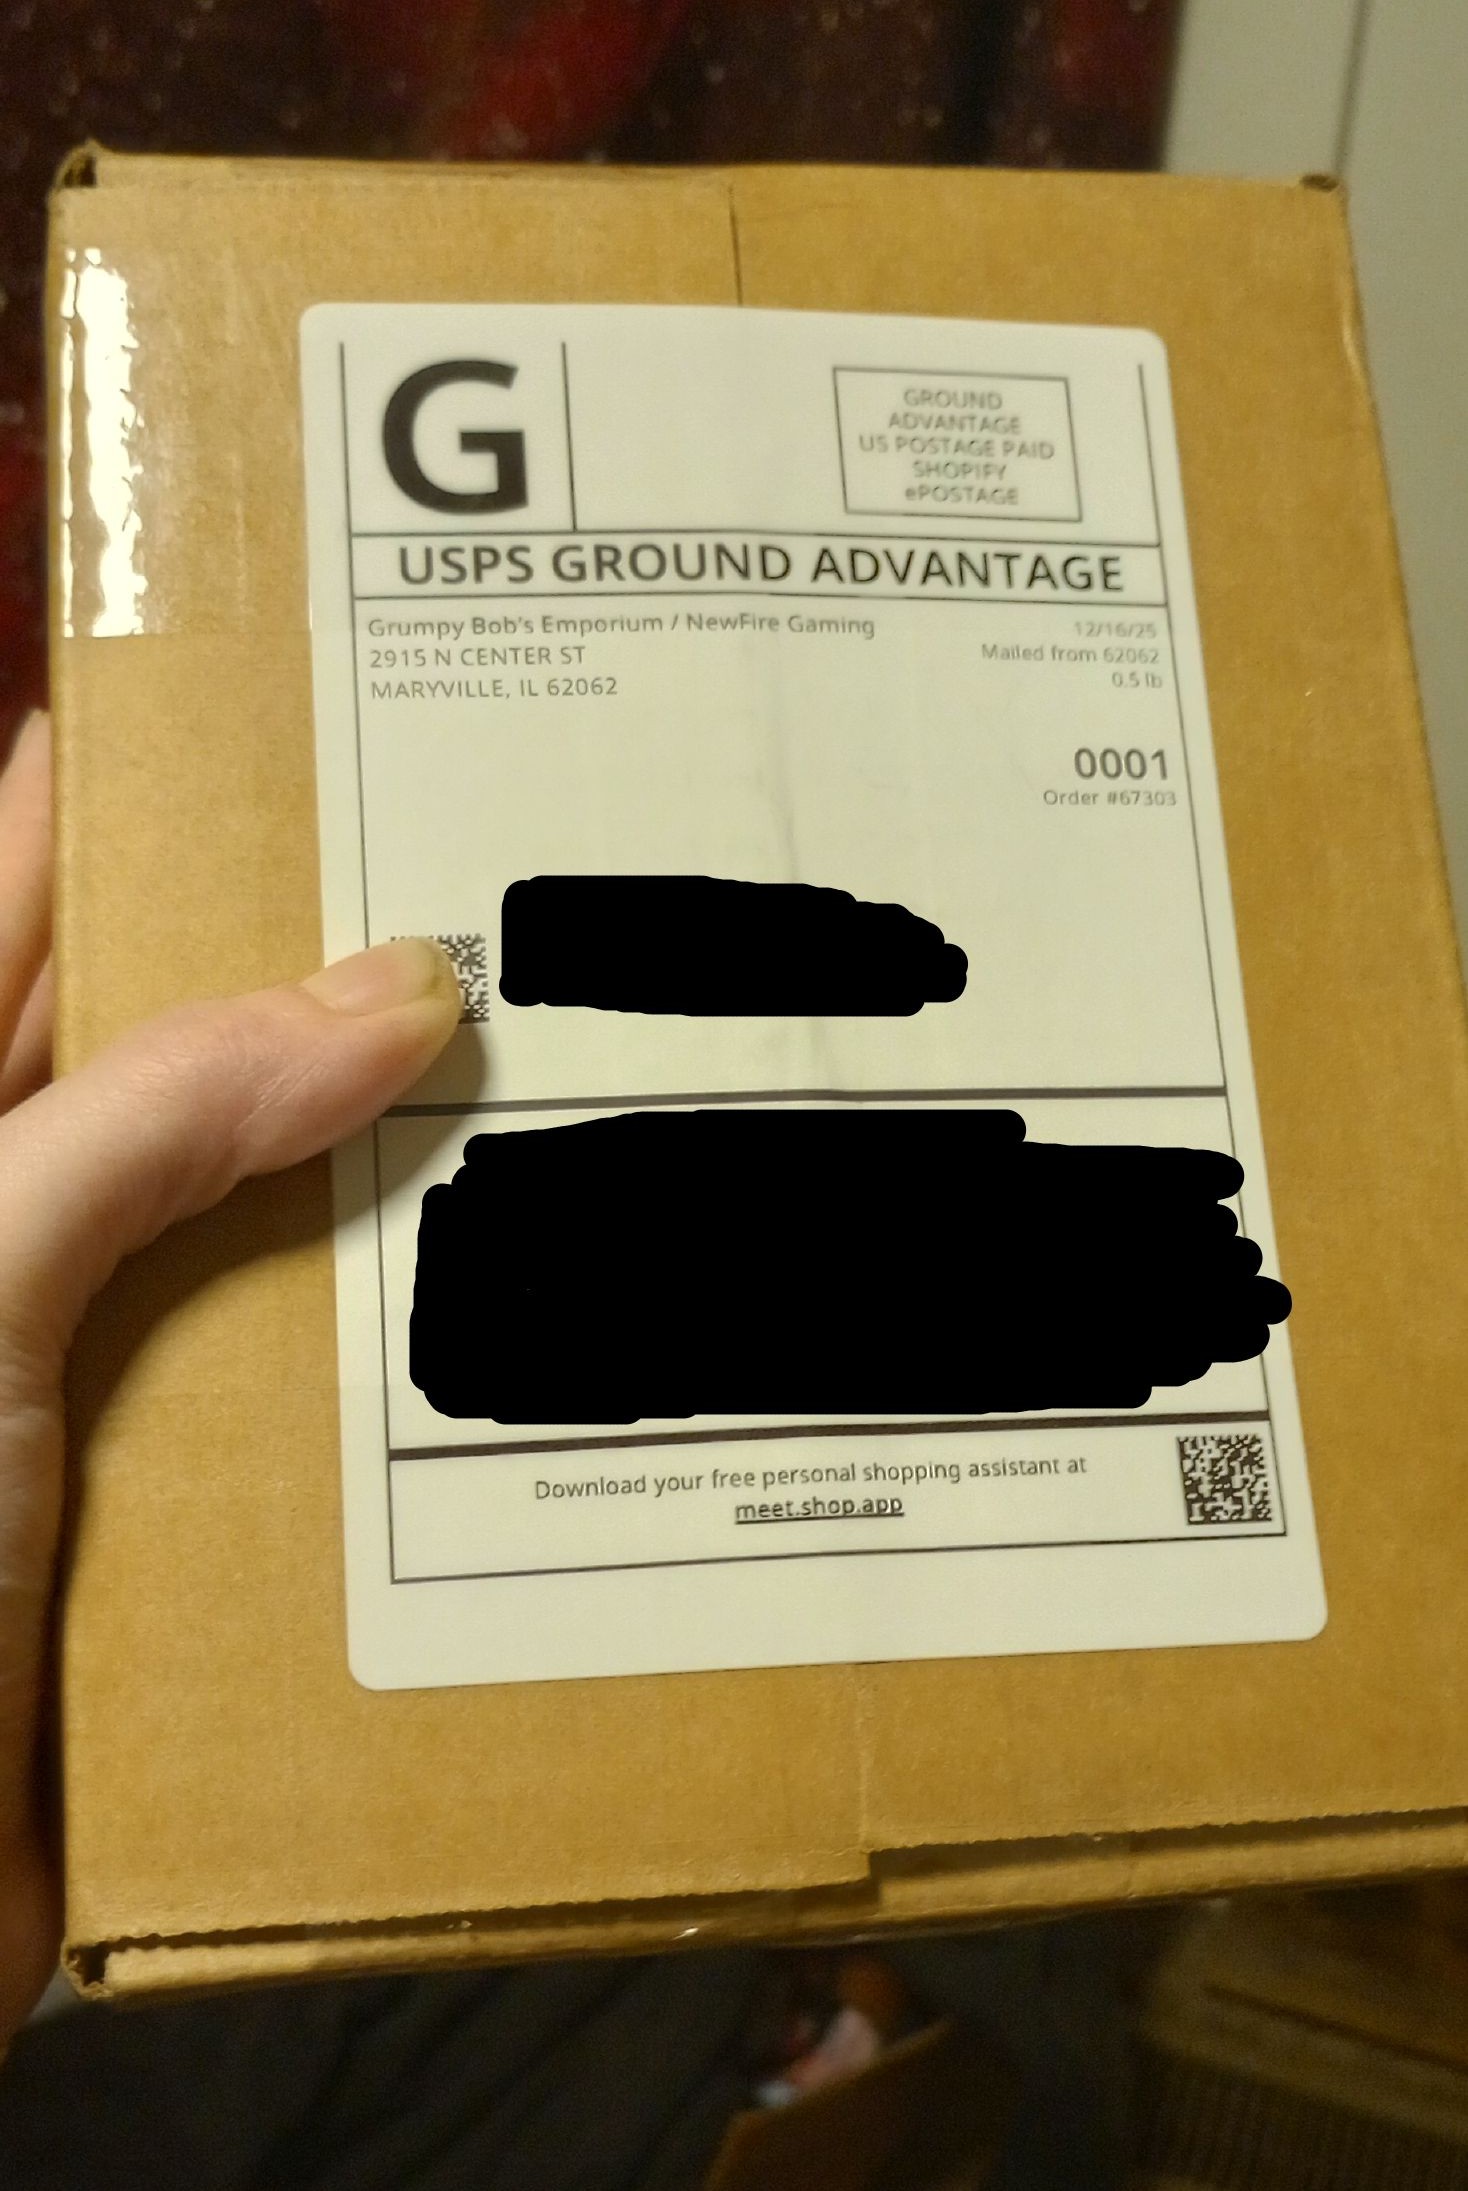 G
GROUND
ADVANTAGE
US POSTAGE PAID
SHOPIFY
ePOSTAGE
USPS GROUND ADVANTAGE
Grumpy Bob's Emporium / NewFire Gaming
2915 N CENTER ST
MARYVILLE, IL 62062
12/16/25
Mailed from 62062
0.5 lb
0001
Order #67303
Download your free personal shopping assistant at
meet.shop.app